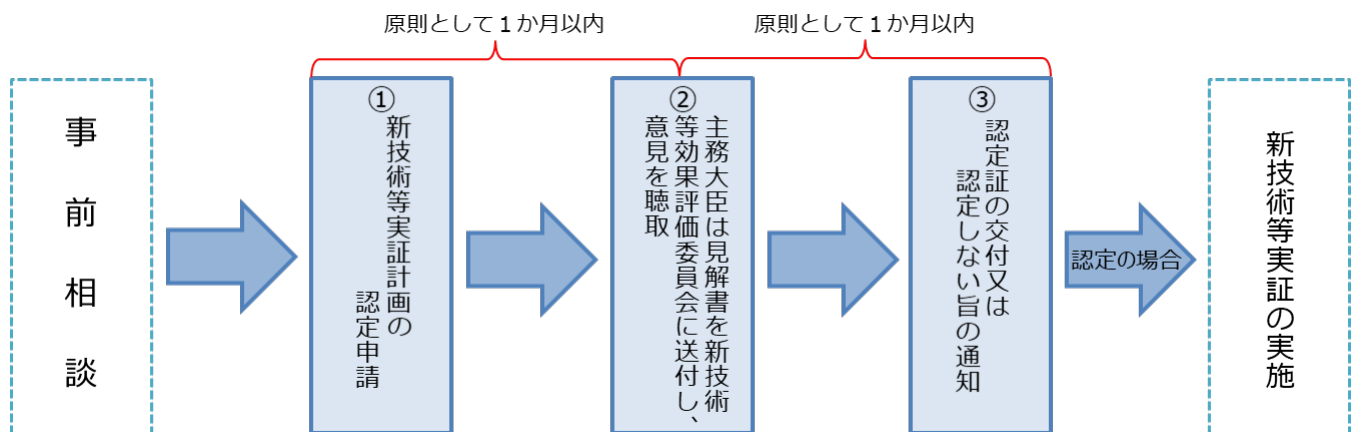 原則として１か月以内
原則として１か月以内
事前相談
①
新技術等実証計画の
認定申請
②
主務大臣は見解書を新技術
等効果評価委員会に送付し、
意見を聴取
③
認定証の交付又は
認定しない旨の通知
認定の場合
新技術等実証の実施